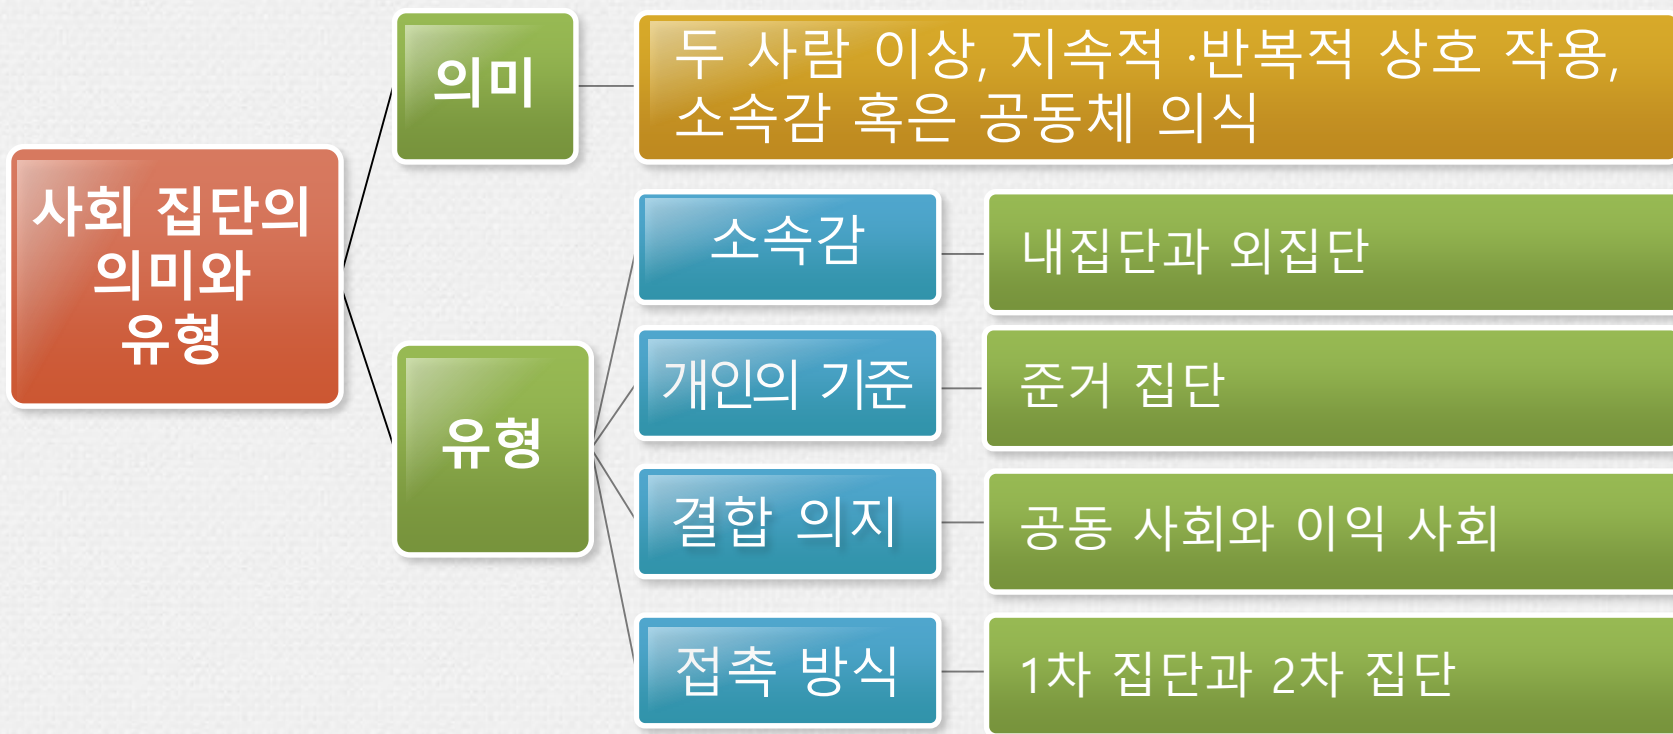 사회 집단의
의미와
유형
의미
두 사람 이상, 지속적 ·반복적 상호 작용,
소속감 혹은 공동체 의식
유형
소속감
내집단과 외집단
개인의 기준
준거 집단
결합 의지
공동 사회와 이익 사회
접촉 방식
1차 집단과 2차 집단